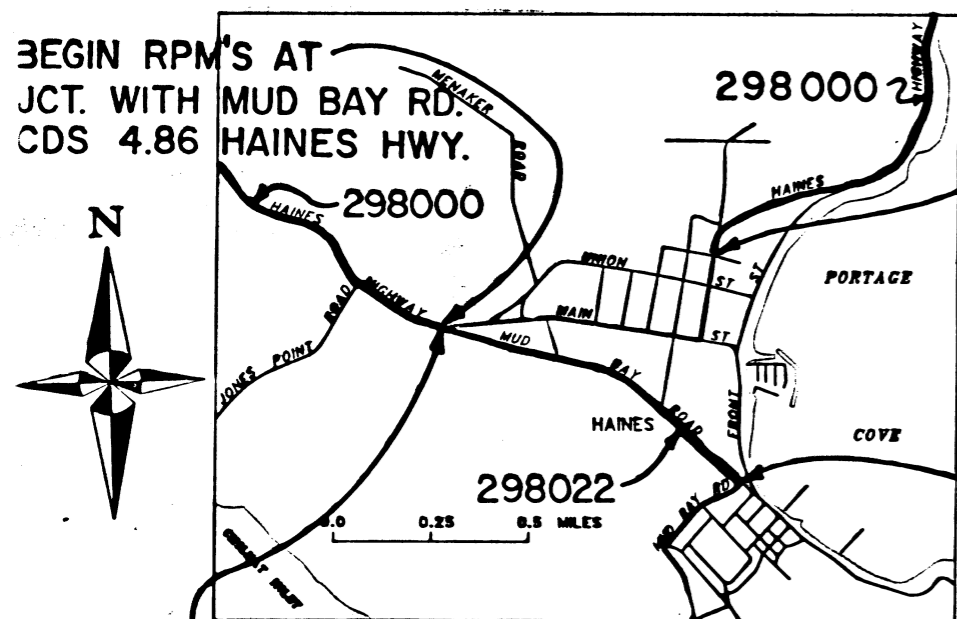 BEGIN RPM'S AT
JCT. WITH MUD BAY RD.
CDS 4.86 HAINES HWY.
MENAKER
ROAD
298000
HIGHWAY
HAINES
298000
HAINES
HIGHWAY
N
UNION
ST
ST
PORTAGE
MAIN
ST
ROAD
POINT
JONES
MUD
BAY
ROAD
HAINES
FRONT
COVE
298022
MUD BAY RD
0.0 0.25 0.5 MILES
INLET